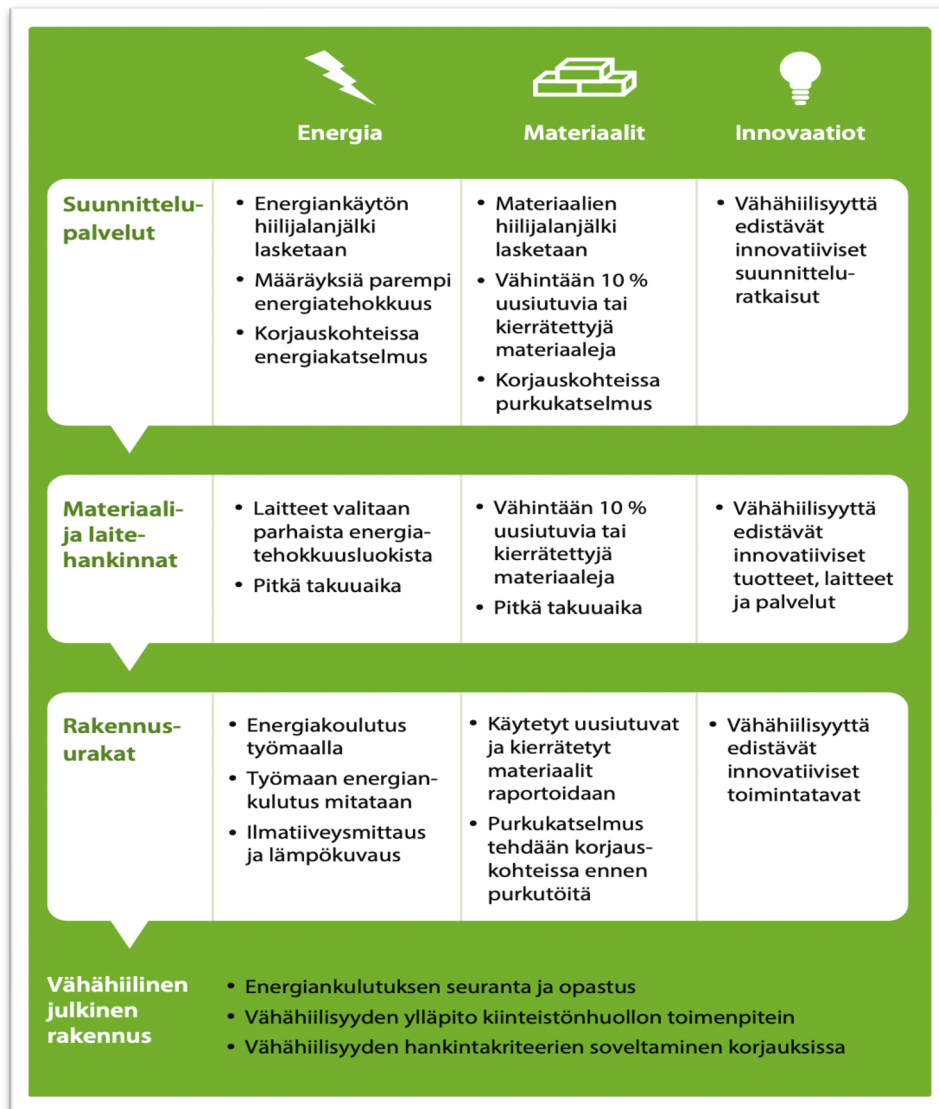 Energia
Materiaalit
Innovaatiot
Suunnittelu-
palvelut
• Energiankäytön
hiilijalanjälki
lasketaan
• Määräyksiä parempi
energiatehokkuus
• Korjauskohteissa
energiakatselmus
• Materiaalien
hiilijalanjälki
lasketaan
• Vähintään 10 %
uusiutuvia tai
kierrätettyjä
materiaaleja
• Korjauskohteissa
purkukatselmus
• Vähähiilisyyttä
edistävät
innovatiiviset
suunnittelu-
ratkaisut
Materiaali-
ja laite-
hankinnat
• Laitteet valitaan
parhaista energia-
tehokkuusluokista
• Pitkä takuuaika
• Vähintään 10 %
uusiutuvia tai
kierrätettyjä
materiaaleja
• Pitkä takuuaika
• Vähähiilisyyttä
edistävät
innovatiiviset
tuotteet, laitteet
ja palvelut
Rakennus-
urakat
• Energiakoulutus
työmaalla
• Työmaan energian-
kulutus mitataan
• Ilmatiiveysmittaus
ja lämpökuvaus
• Käytetyt uusiutuvat
ja kierrätetyt
materiaalit
raportoidaan
• Purkukatselmus
tehdään korjaus-
kohteissa ennen
purkutöitä
• Vähähiilisyyttä
edistävät
innovatiiviset
toimintatavat
Vähähiilinen
julkinen
rakennus
• Energiankulutuksen seuranta ja opastus
• Vähähiilisyyden ylläpito kiinteistönhuollon toimenpitein
• Vähähiilisyyden hankintakriteerien soveltaminen korjauksissa